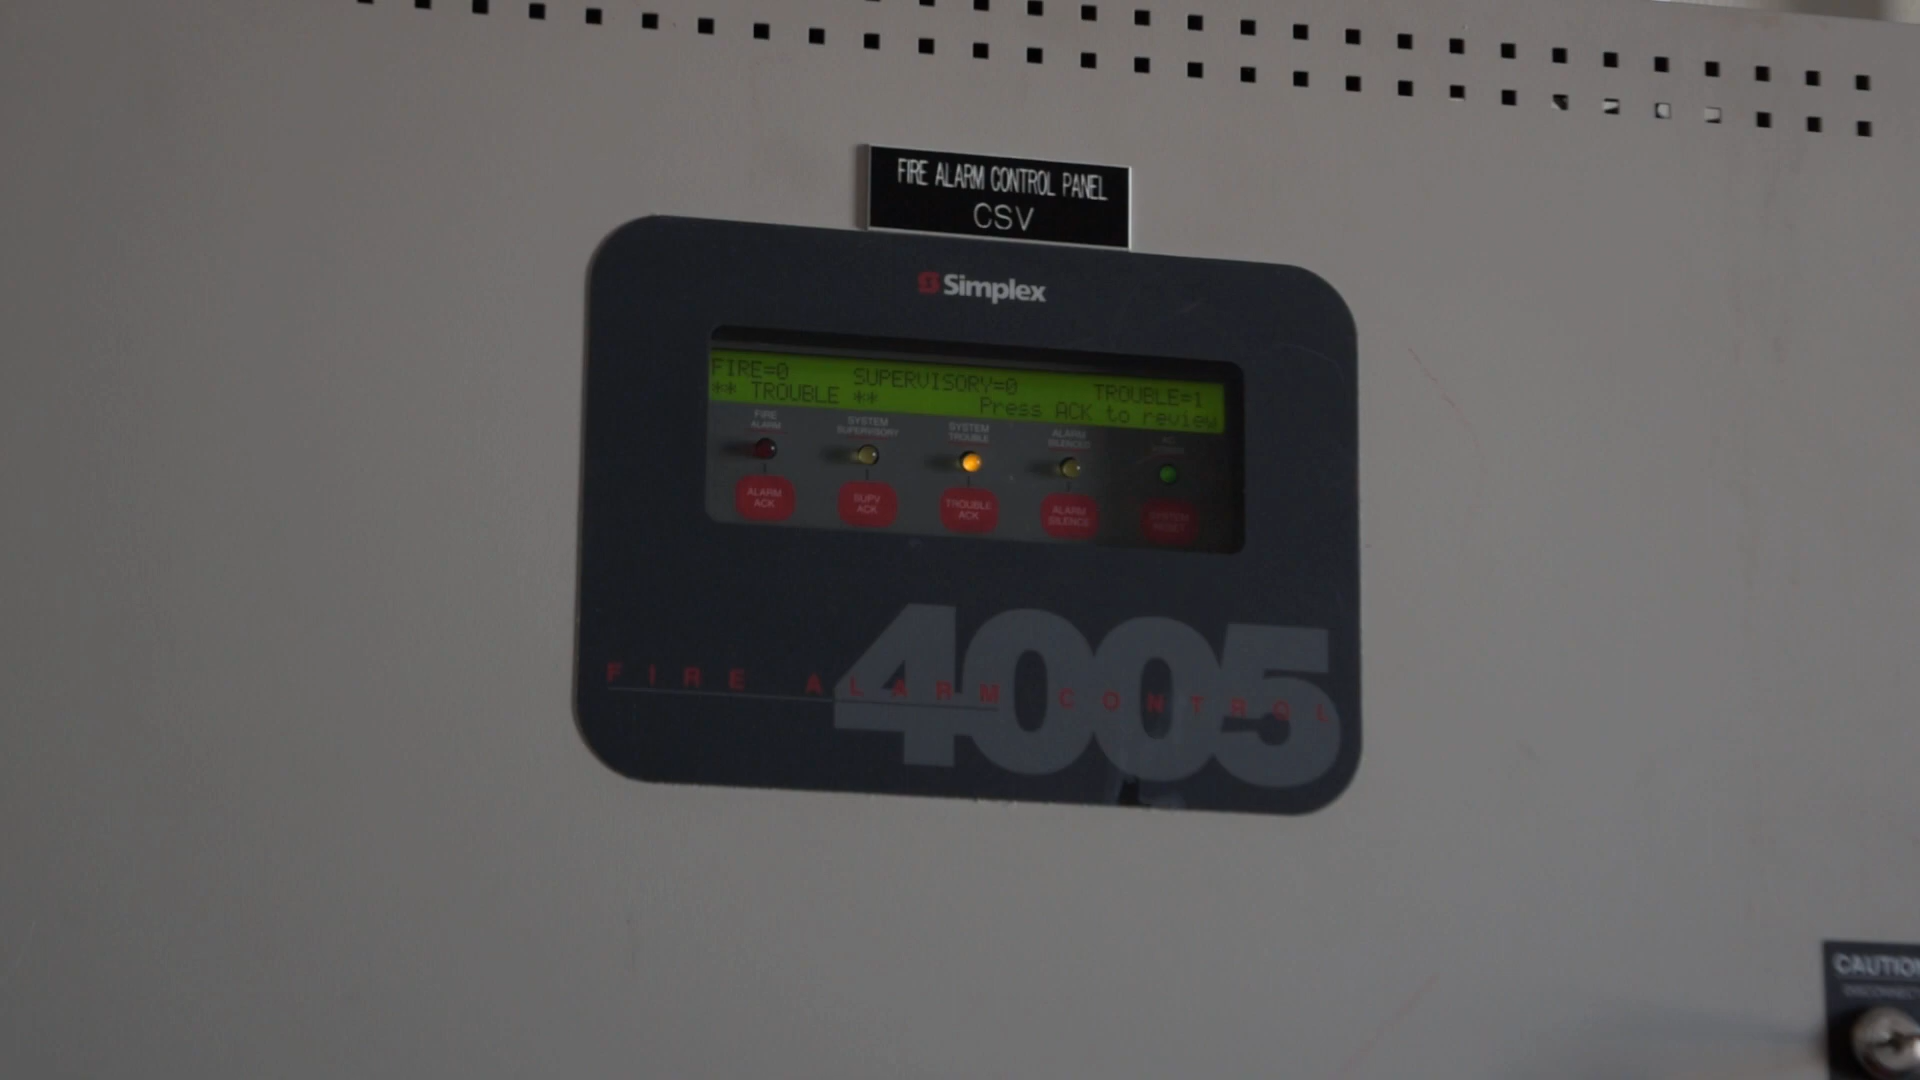 FIRE ALARM CONTROL PANEL
CSV
Simplex
FIRE=0 SUPERVISORY=0 TROUBLE=1
** TROUBLE ** Press ACK to review
FIRE ALARM
SYSTEM SUPERVISORY
SYSTEM TROUBLE
ALARM SILENCED
AC
ALARM ACK
SUPV ACK
TROUBLE ACK
ALARM SILENCE
SYSTEM RESET
4005
FIRE ALARM CONTROL
CAUTION